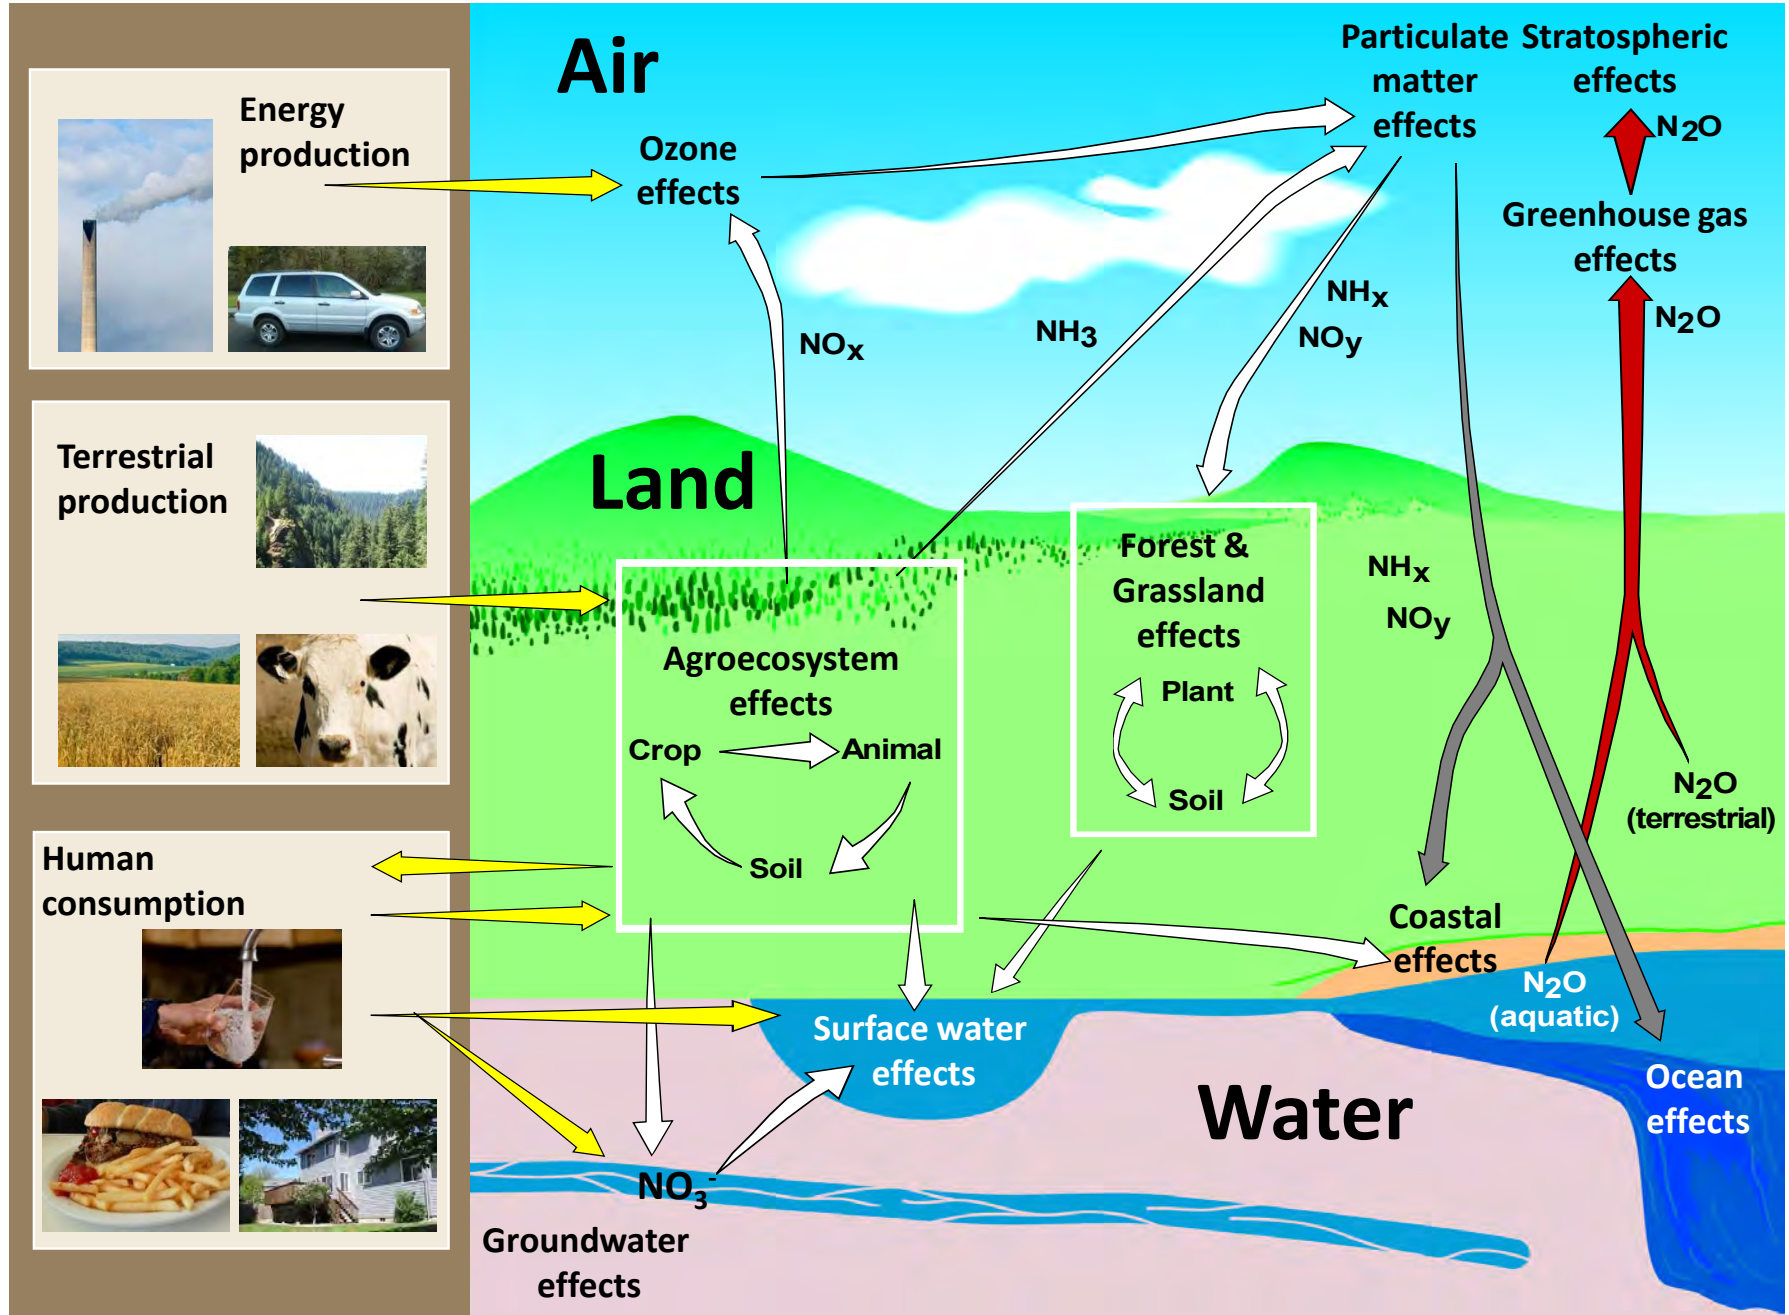 Energy
production
Terrestrial
production
Human
consumption
Air
Ozone
effects
Particulate
matter
effects
Stratospheric
effects
N2O
Greenhouse gas
effects
N2O
NOx
NH3
NHx
NOy
Land
Agroecosystem
effects
Crop
Animal
Soil
Forest &
Grassland
effects
Plant
Soil
NHx
NOy
N2O
(terrestrial)
Coastal
effects
N2O
(aquatic)
Surface water
effects
Water
Ocean
effects
NO3-
Groundwater
effects